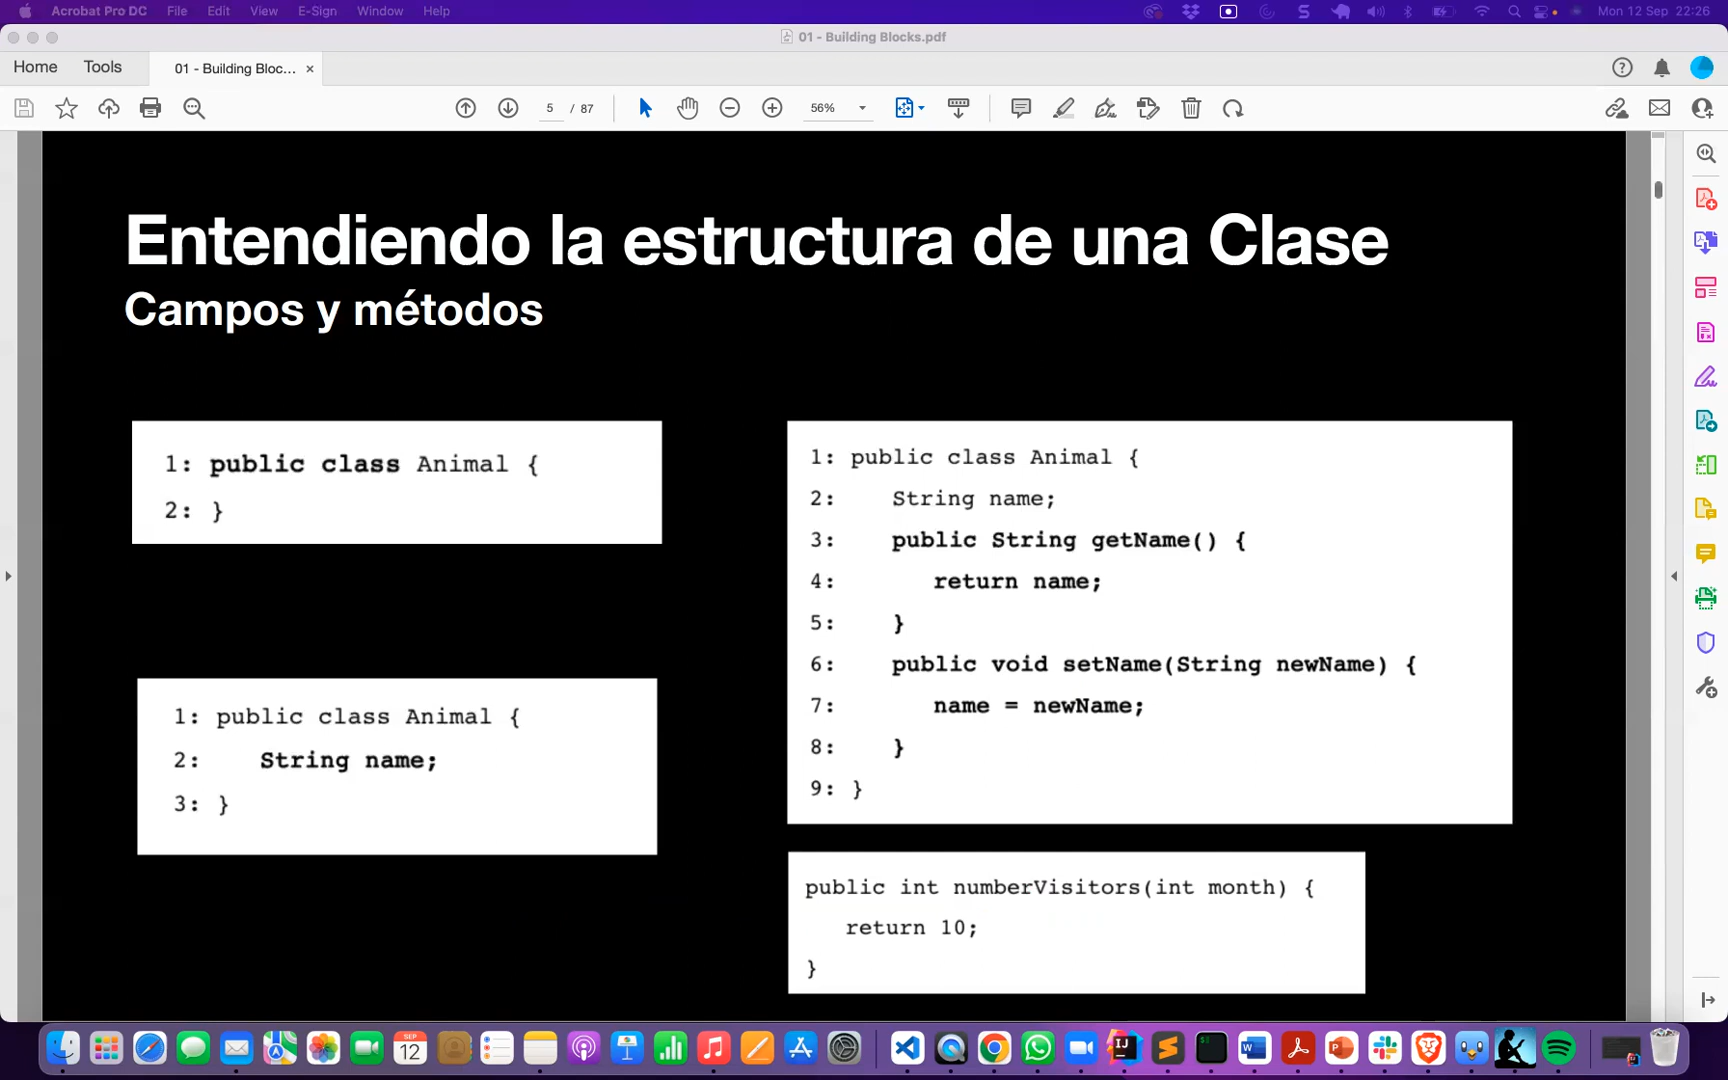 Acrobat Pro DC File Edit View E-Sign Window Help Mon 12 Sep 22:26
01 - Building Blocks.pdf
Home Tools 01 - Building Bloc... ×
5 / 87 56%
Entendiendo la estructura de una Clase
Campos y métodos
1: public class Animal {
2: }
1: public class Animal {
2: String name;
3: }
1: public class Animal {
2: String name;
3: public String getName() {
4: return name;
5: }
6: public void setName(String newName) {
7: name = newName;
8: }
9: }
public int numberVisitors(int month) {
return 10;
}
SEP
12